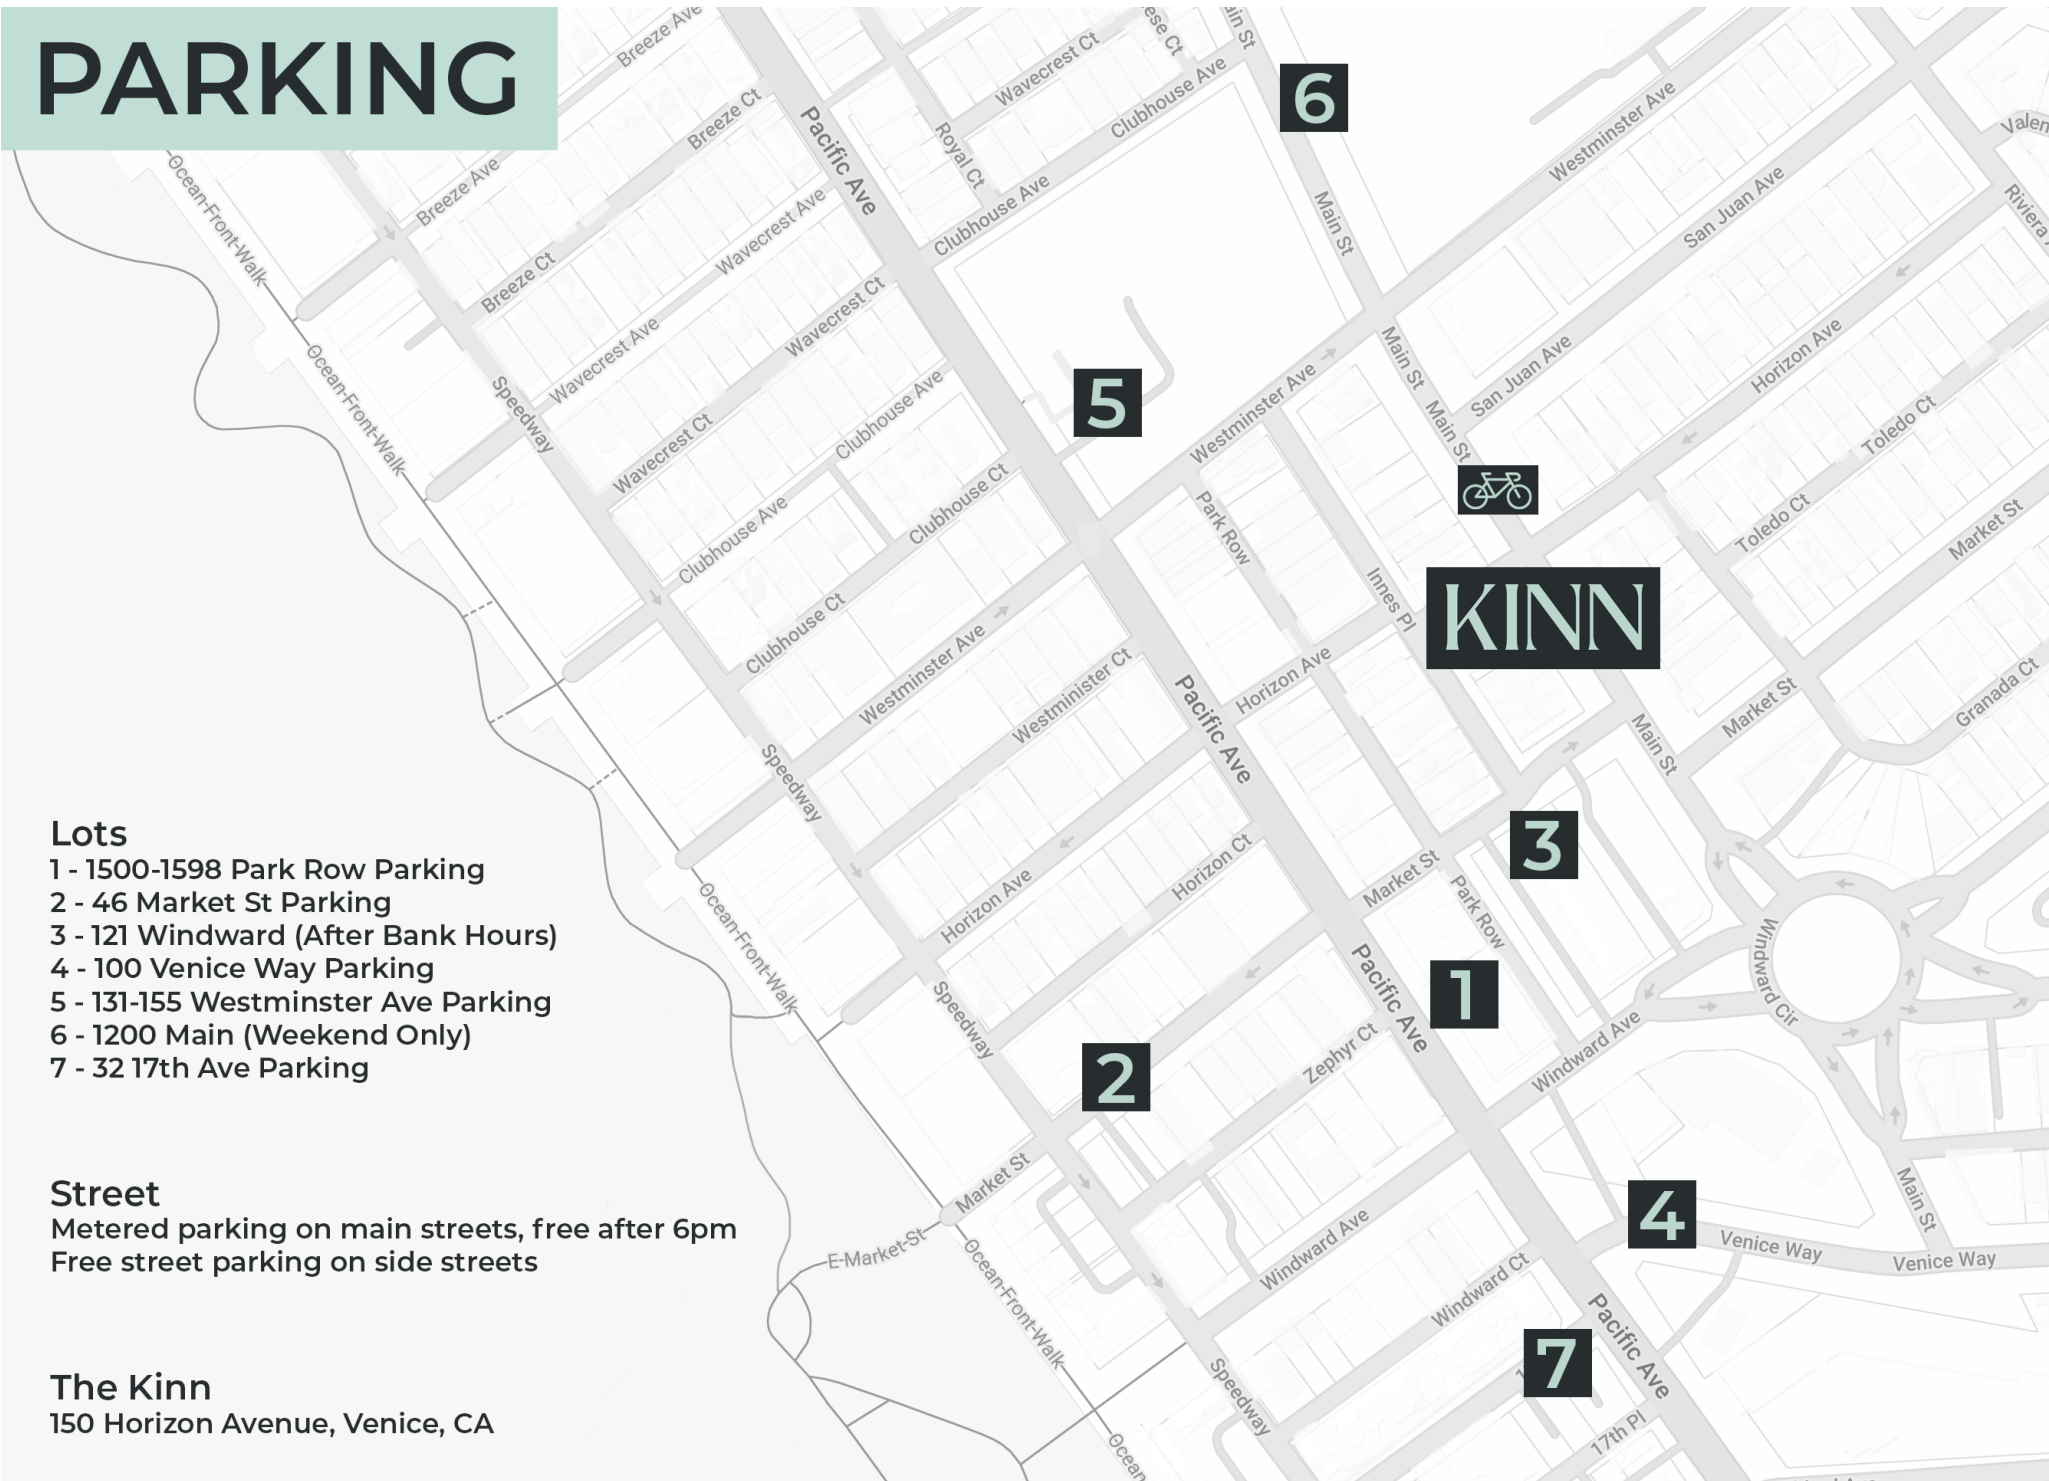 PARKING
Breeze Ave
Wavecrest Ct
Clubhouse Ave
6
Westminster Ave
Breeze Ct
Pacific Ave
Royal Ct
Ocean-Front-Walk
Breeze Ave
Clubhouse Ave
Main St
San Juan Ave
Riviera
Breeze Ct
Wavecrest Ave
Wavecrest Ct
Wavecrest Ave
Ocean-Front-Walk
Speedway
Clubhouse Ave
5
Westminster Ave
Main St
Main St
San Juan Ave
Horizon Ave
Toledo Ct
Wavecrest Ct
Clubhouse Ave
Clubhouse Ct
Park Row
Toledo Ct
Market St
Clubhouse Ct
Innes Pl
KINN
Westminster Ave
Westminister Ct
Horizon Ave
Pacific Ave
Market St
Granada Ct
Main St
Speedway
Lots
1 - 1500-1598 Park Row Parking
2 - 46 Market St Parking
3 - 121 Windward (After Bank Hours)
4 - 100 Venice Way Parking
5 - 131-155 Westminster Ave Parking
6 - 1200 Main (Weekend Only)
7 - 32 17th Ave Parking
Ocean-Front-Walk
Horizon Ave
Horizon Ct
Market St
3
Park Row
Windward Cir
Speedway
Pacific Ave
1
2
Zephyr Ct
Windward Ave
Street
Metered parking on main streets, free after 6pm
Free street parking on side streets
Market St
E-Market-St
Ocean-Front-Walk
Windward Ave
Windward Ct
4
Venice Way
Main St
Venice Way
The Kinn
150 Horizon Avenue, Venice, CA
Speedway
7
Pacific Ave
17th Pl
Ocean